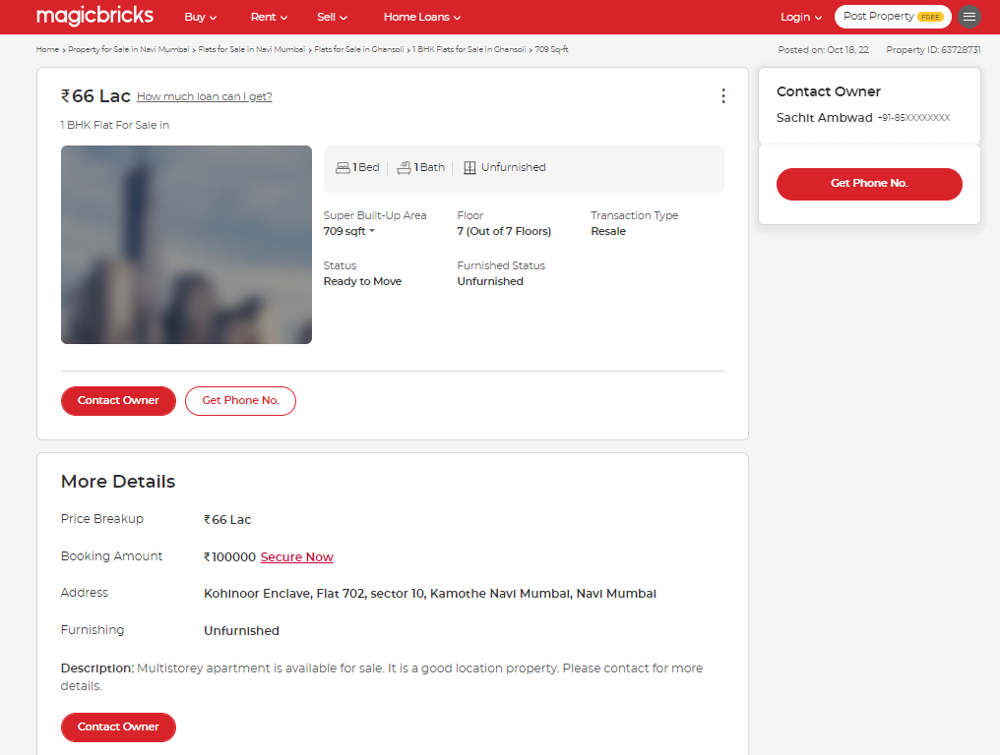 magicbricks Buy Rent Sell Home Loans Login Post Property FREE
Home > Property for Sale in Navi Mumbai > Flats for Sale in Navi Mumbai > Flats for Sale in Ghansoli > 1 BHK Flats for Sale in Ghansoli > 709 Sq-ft Posted on: Oct 18, 22 Property ID: 63728731
₹66 Lac How much loan can I get?
1 BHK Flat For Sale in
1 Bed 1 Bath Unfurnished
Super Built-Up Area Floor Transaction Type
709 sqft 7 (Out of 7 Floors) Resale
Status Furnished Status
Ready to Move Unfurnished
Contact Owner Get Phone No.
Contact Owner
Sachit Ambwad +91-85XXXXXXXX
Get Phone No.
More Details
Price Breakup ₹66 Lac
Booking Amount ₹100000 Secure Now
Address Kohinoor Enclave, Flat 702, sector 10, Kamothe Navi Mumbai, Navi Mumbai
Furnishing Unfurnished
Description: Multistorey apartment is available for sale. It is a good location property. Please contact for more
details.
Contact Owner